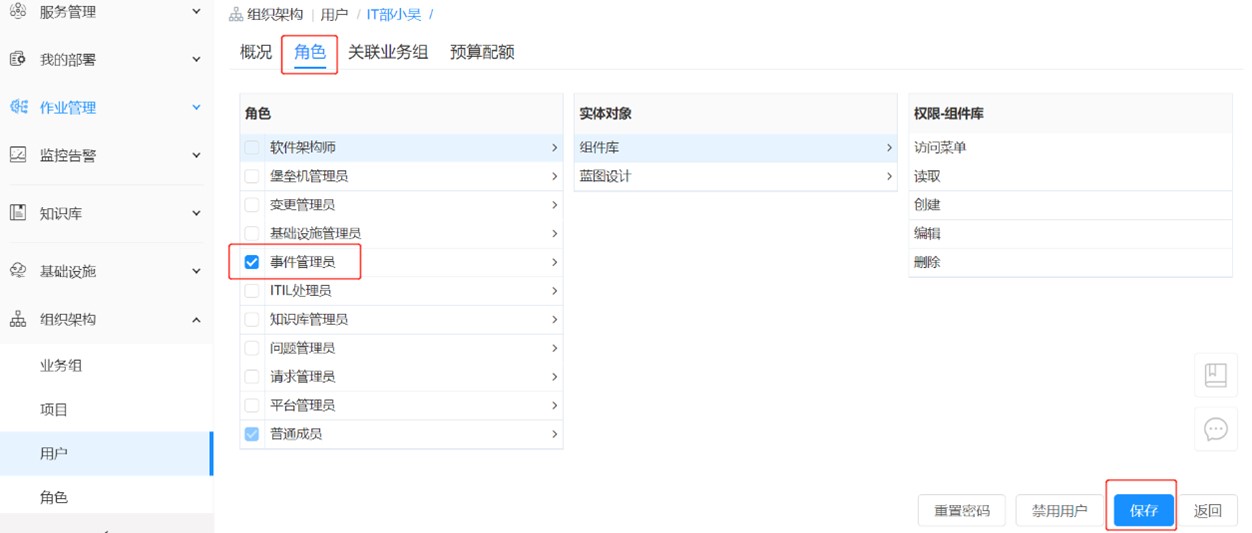 服务管理
我的部署
作业管理
监控告警
知识库
基础设施
组织架构
业务组
项目
用户
角色
组织架构 | 用户 / IT部小吴 /
概况 角色 关联业务组 预算配额
角色 实体对象 权限-组件库
软件架构师 组件库 访问菜单
堡垒机管理员 蓝图设计 读取
变更管理员 创建
基础设施管理员 编辑
事件管理员 删除
ITIL处理员
知识库管理员
问题管理员
请求管理员
平台管理员
普通成员
重置密码 禁用用户 保存 返回